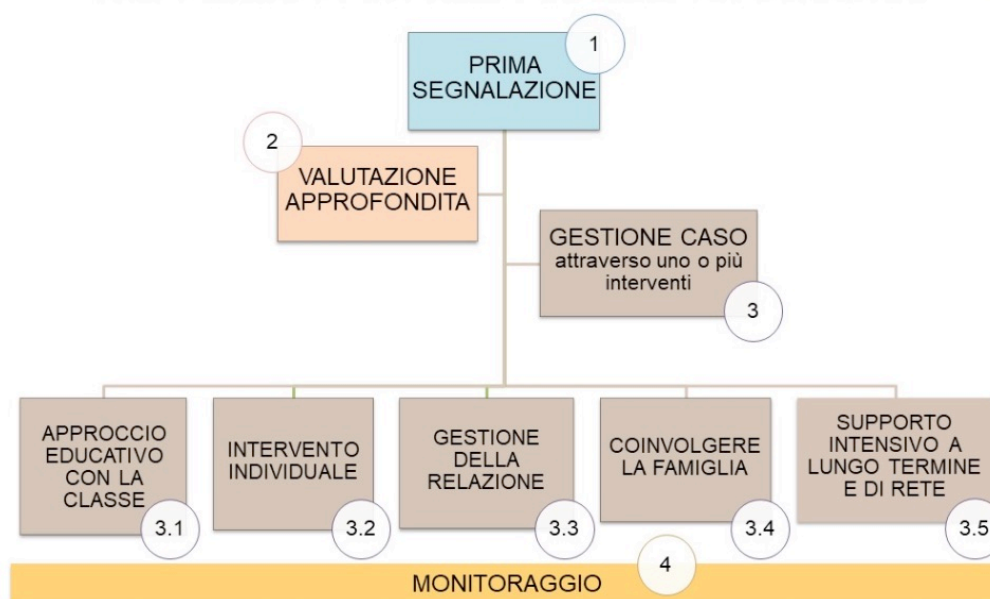 1
PRIMA
SEGNALAZIONE
2
VALUTAZIONE
APPROFONDITA
GESTIONE CASO
attraverso uno o più
interventi
3
APPROCCIO
EDUCATIVO
CON LA
CLASSE
3.1
INTERVENTO
INDIVIDUALE
3.2
GESTIONE
DELLA
RELAZIONE
3.3
COINVOLGERE
LA FAMIGLIA
3.4
SUPPORTO
INTENSIVO A
LUNGO TERMINE
E DI RETE
3.5
4
MONITORAGGIO